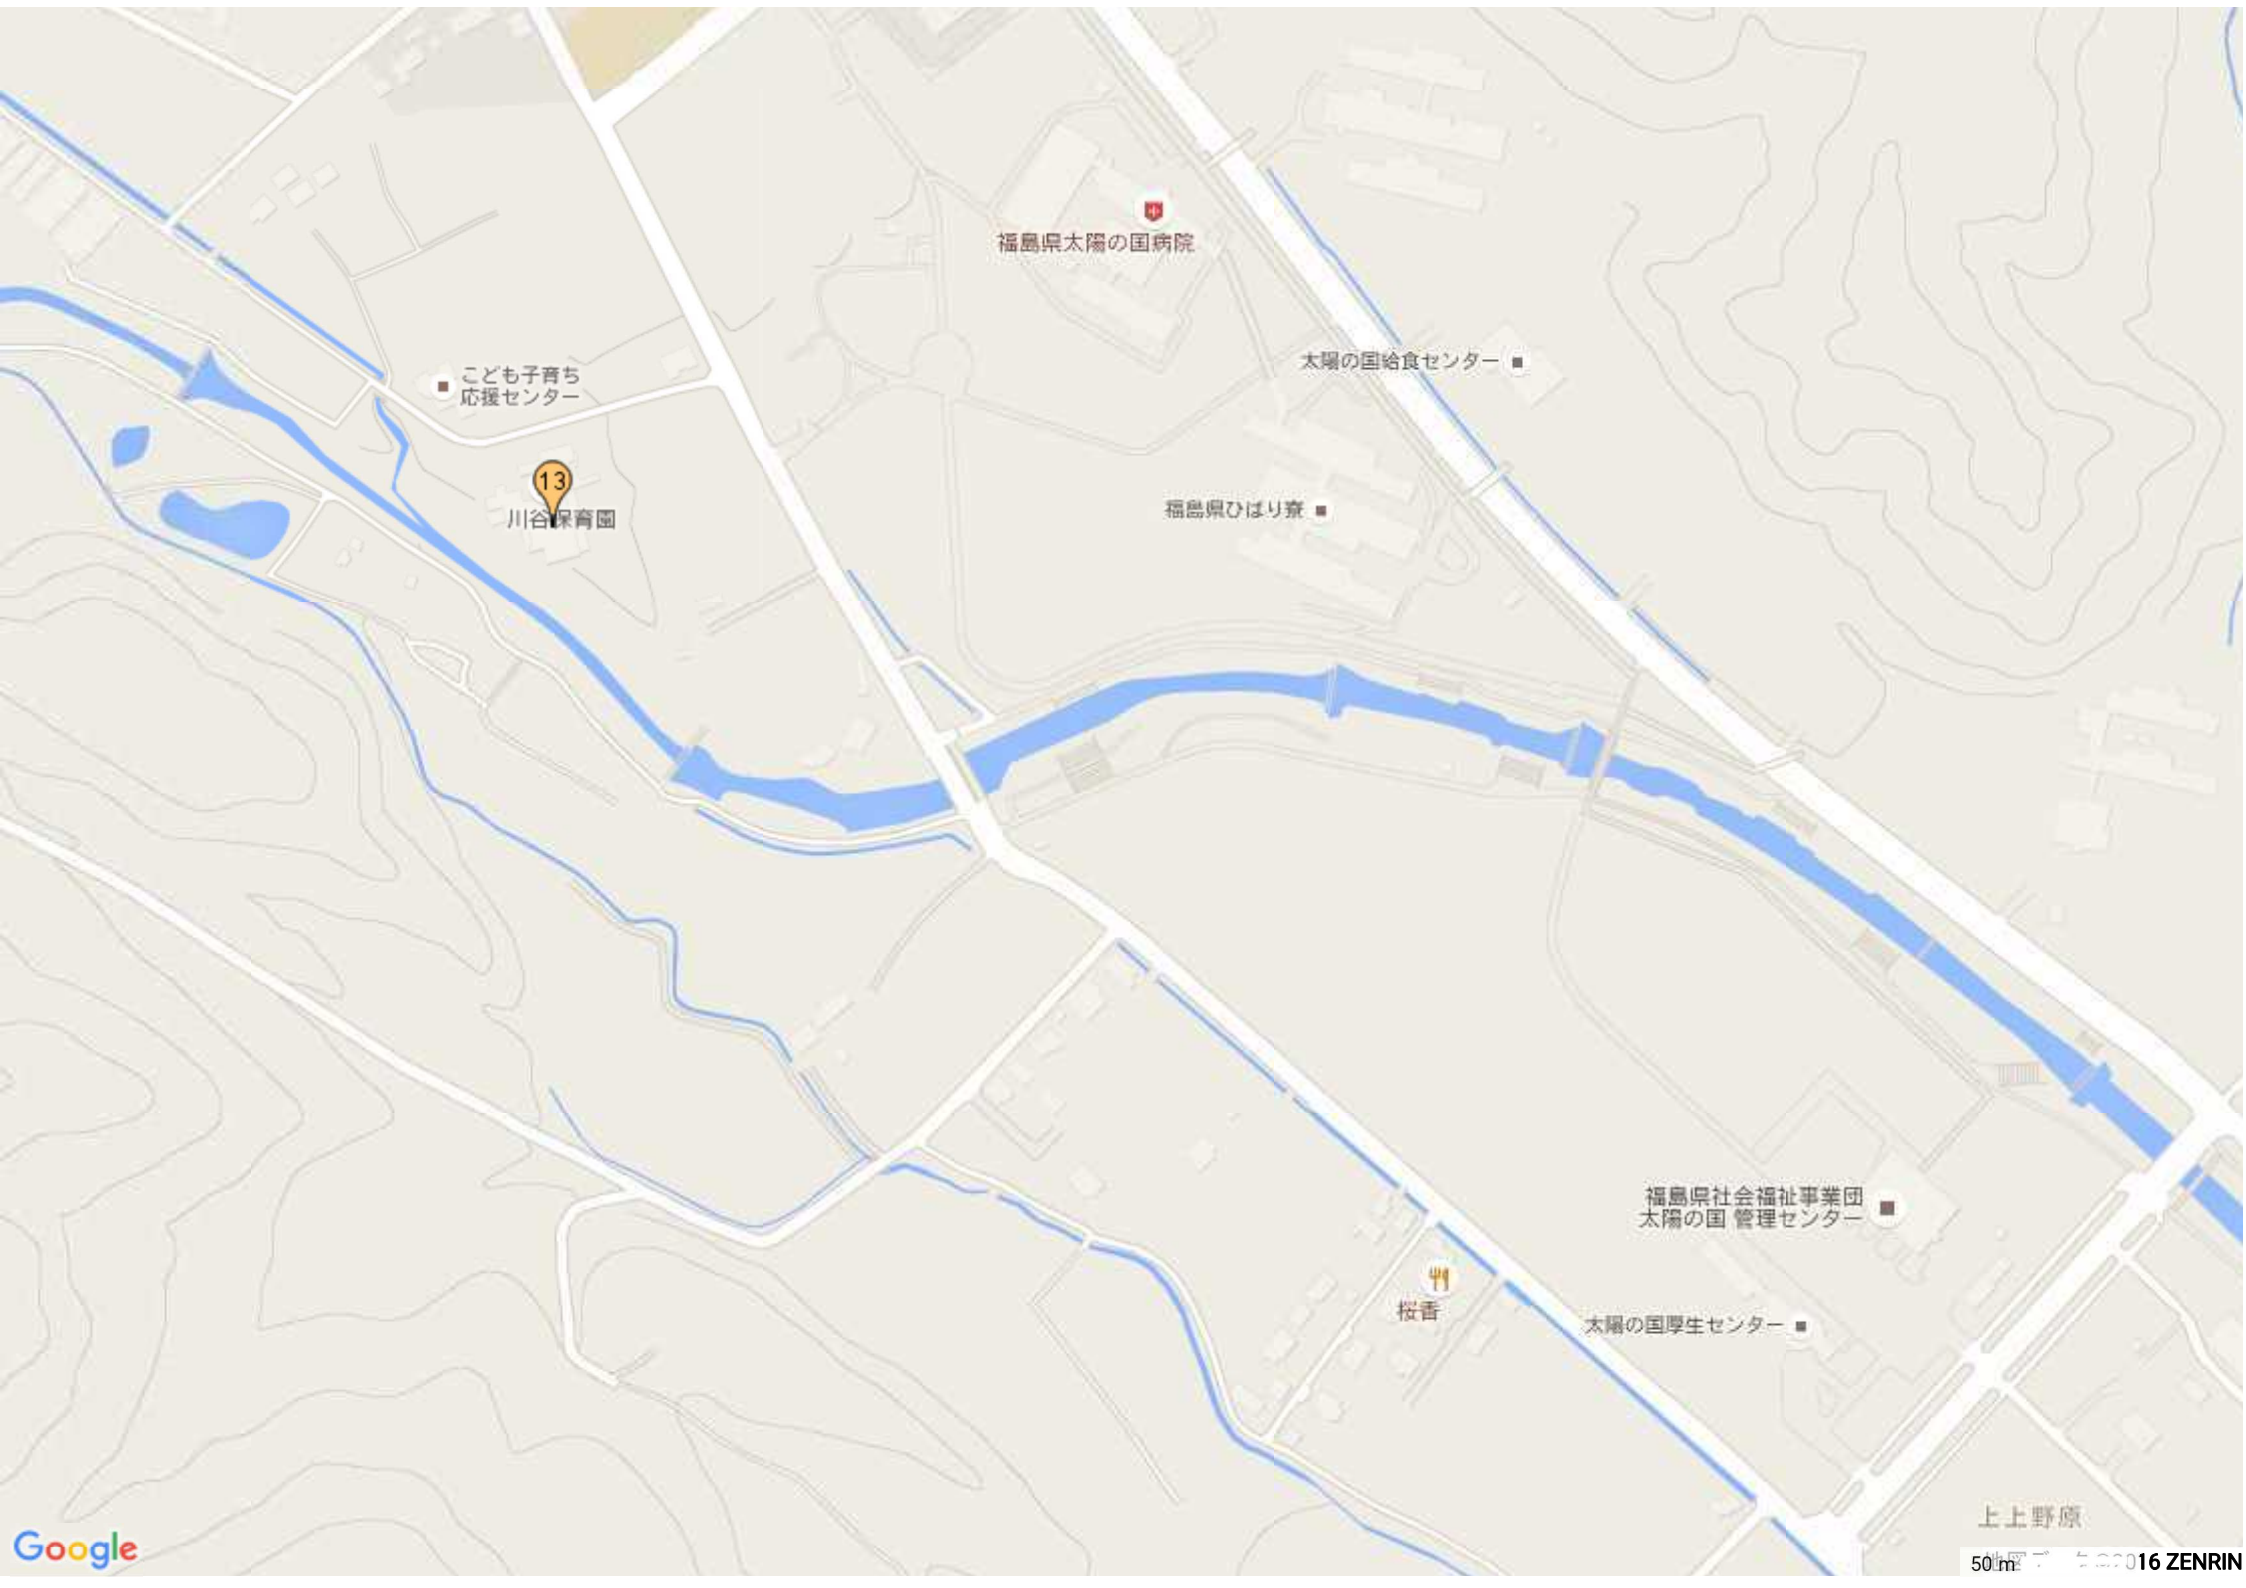 福島県太陽の国病院
太陽の国給食センター
こども子育ち
応援センター
13
川谷保育園
福島県ひばり寮
福島県社会福祉事業団
太陽の国 管理センター
桜香
太陽の国厚生センター
上上野原
Google
50 m
16 ZENRIN